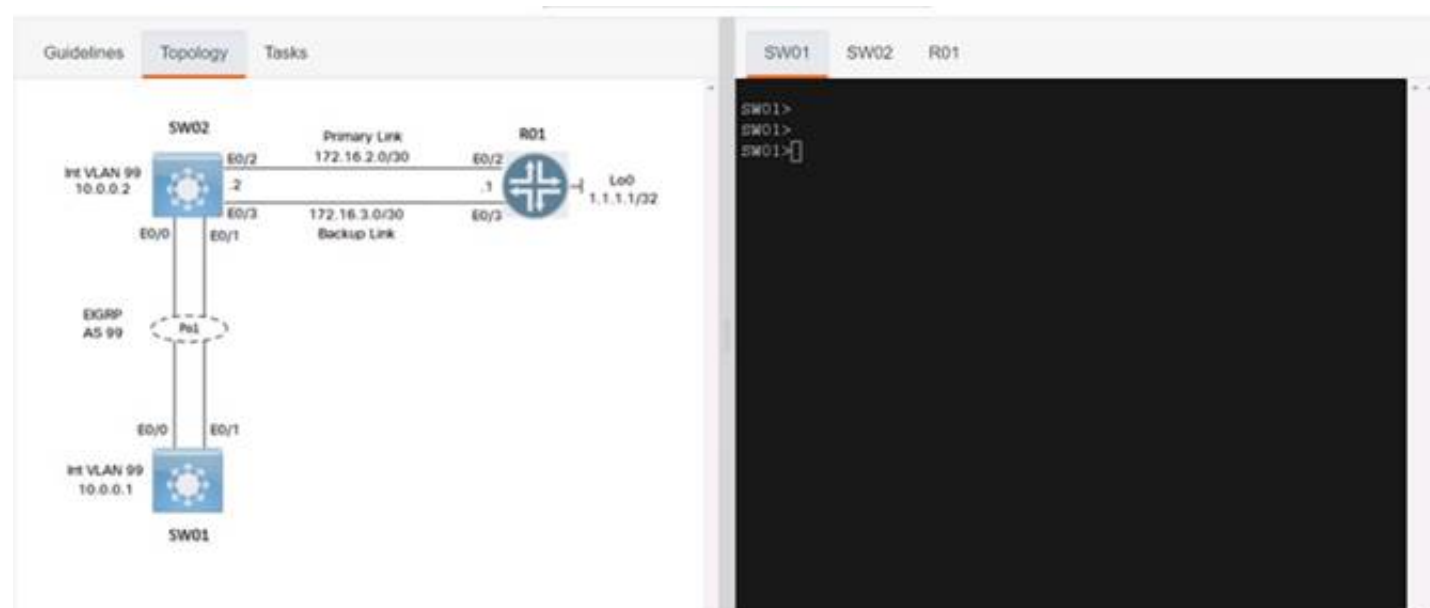 Guidelines Topology Tasks
SW02
Primary Link
172.16.2.0/30
R01
Int VLAN 99
10.0.0.2
E0/2
E0/2
.2
.1
Lo0
1.1.1.1/32
E0/3
172.16.3.0/30
E0/3
Backup Link
E0/0
E0/1
EIGRP
AS 99
Po1
E0/0
E0/1
Int VLAN 99
10.0.0.1
SW01
SW01 SW02 R01
SW01>
SW01>
SW01>